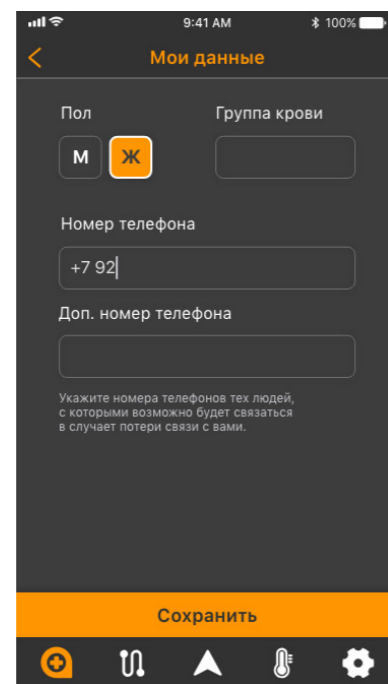 9:41 AM 100%
Мои данные
Пол Группа крови
М Ж
Номер телефона
+7 92
Доп. номер телефона
Укажите номера телефонов тех людей,
с которыми возможно будет связаться
в случает потери связи с вами.
Сохранить